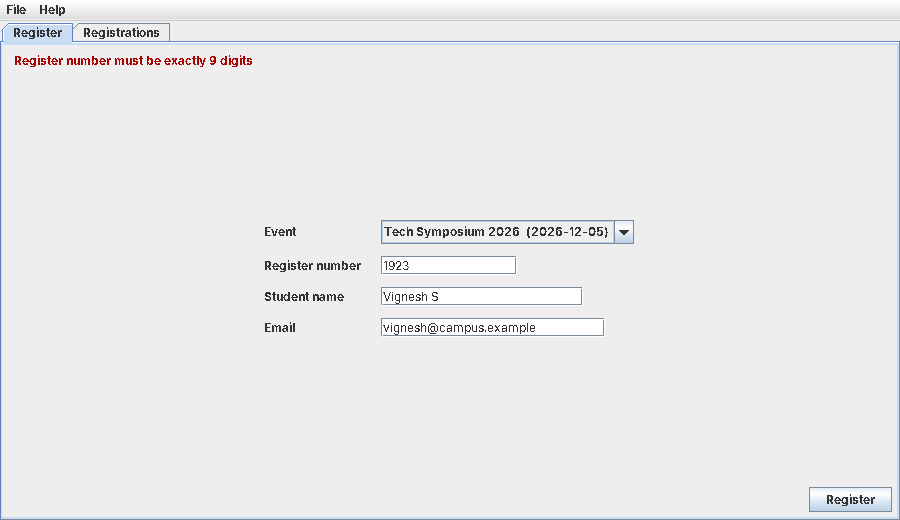 File Help
Register Registrations
Register number must be exactly 9 digits
Event Tech Symposium 2026 (2026-12-05)
Register number 1923
Student name Vignesh S
Email vignesh@campus.example
Register